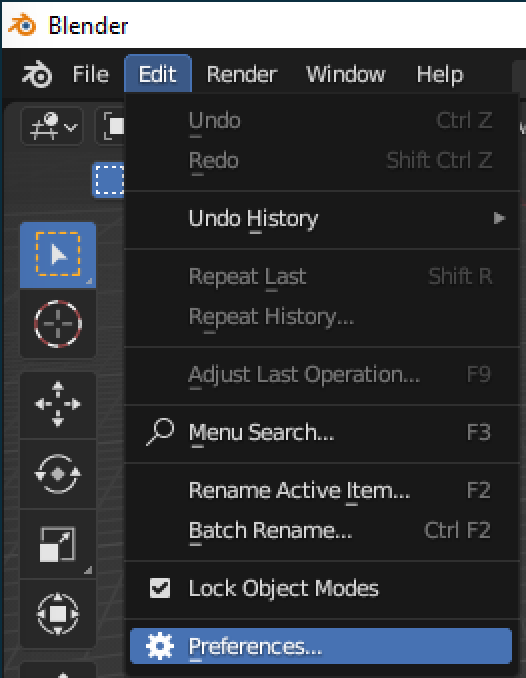 Blender
File Edit Render Window Help
Undo Ctrl Z
Redo Shift Ctrl Z
Undo History
Repeat Last Shift R
Repeat History...
Adjust Last Operation... F9
Menu Search... F3
Rename Active Item... F2
Batch Rename... Ctrl F2
Lock Object Modes
Preferences...